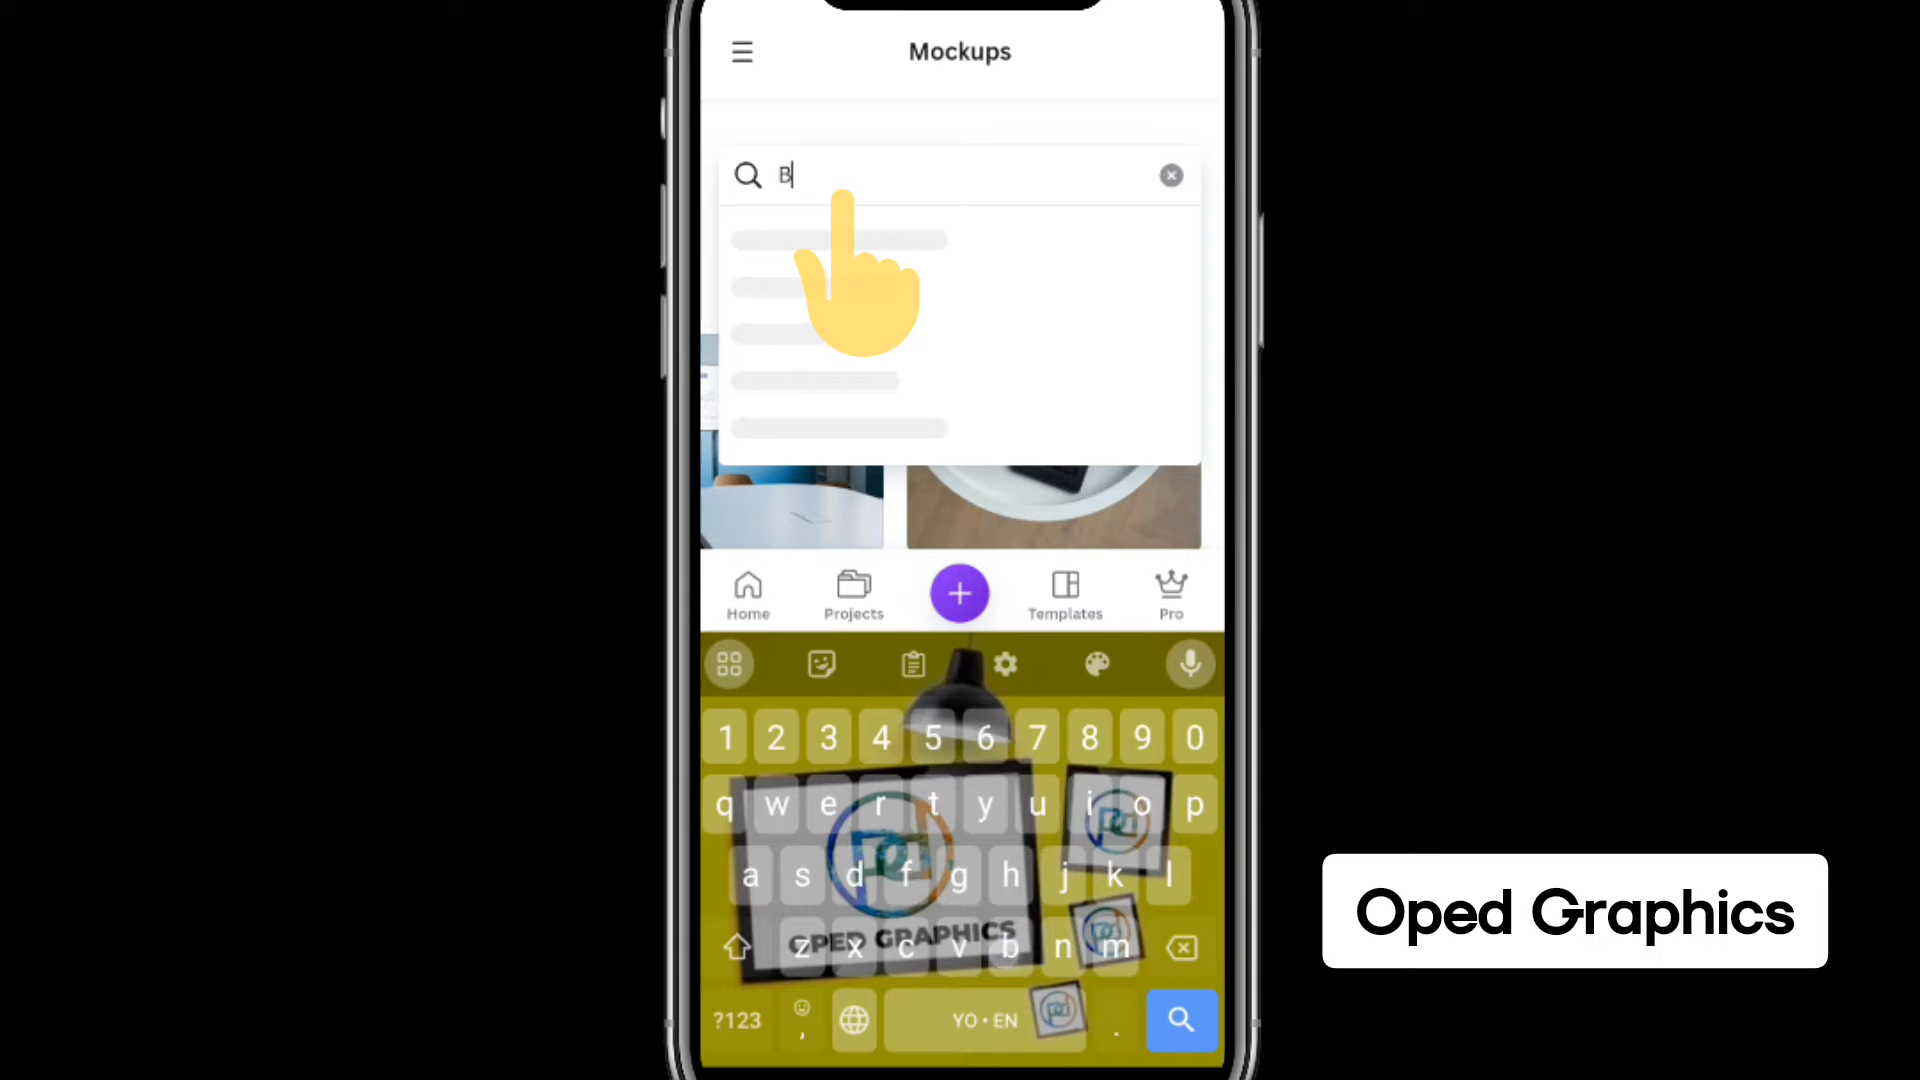 Mockups
B
Home Projects Templates Pro
1 2 3 4 5 6 7 8 9 0
q w e r t y u i o p
a s d f g h j k l
OPED GRAPHICS
z x c v b n m
?123 , YO • EN .
Oped Graphics